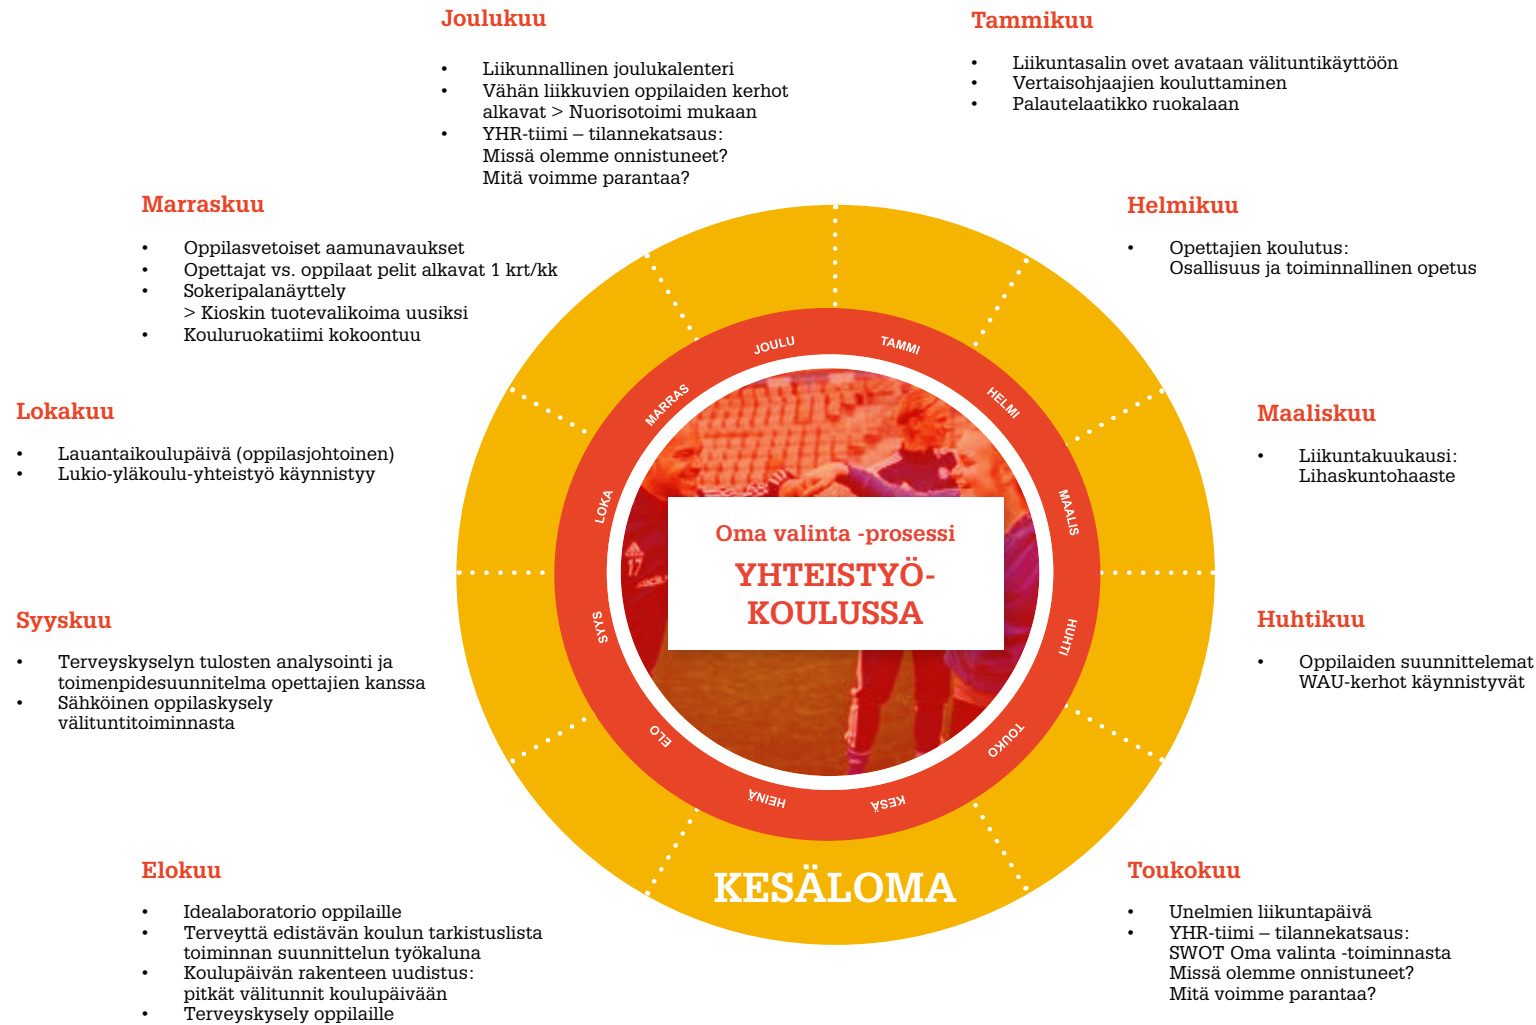 Joulukuu
• Liikunnallinen joulukalenteri
• Vähän liikkuvien oppilaiden kerhot
alkavat > Nuorisotoimi mukaan
• YHR-tiimi – tilannekatsaus:
Missä olemme onnistuneet?
Mitä voimme parantaa?
Tammikuu
• Liikuntasalin ovet avataan välituntikäyttöön
• Vertaisohjaajien kouluttaminen
• Palautelaatikko ruokalaan
Marraskuu
• Oppilasvetoiset aamunavaukset
• Opettajat vs. oppilaat pelit alkavat 1 krt/kk
• Sokeripalanäyttely
> Kioskin tuotevalikoima uusiksi
• Kouluruokatiimi kokoontuu
Helmikuu
• Opettajien koulutus:
Osallisuus ja toiminnallinen opetus
Lokakuu
• Lauantaikoulupäivä (oppilasjohtoinen)
• Lukio-yläkoulu-yhteistyö käynnistyy
Maaliskuu
• Liikuntakuukausi:
Lihaskuntohaaste
Syyskuu
• Terveyskyselyn tulosten analysointi ja
toimenpidesuunnitelma opettajien kanssa
• Sähköinen oppilaskysely
välituntitoiminnasta
Huhtikuu
• Oppilaiden suunnittelemat
WAU-kerhot käynnistyvät
Elokuu
• Idealaboratorio oppilaille
• Terveyttä edistävän koulun tarkistuslista
toiminnan suunnittelun työkaluna
• Koulupäivän rakenteen uudistus:
pitkät välitunnit koulupäivään
• Terveyskysely oppilaille
Toukokuu
• Unelmien liikuntapäivä
• YHR-tiimi – tilannekatsaus:
SWOT Oma valinta -toiminnasta
Missä olemme onnistuneet?
Mitä voimme parantaa?
JOULU
TAMMI
HELMI
MAALIS
HUHTI
TOUKO
KESÄ
HEINÄ
ELO
SYYS
LOKA
MARRAS
17
Oma valinta -prosessi
YHTEISTYÖ-
KOULUSSA
KESÄLOMA